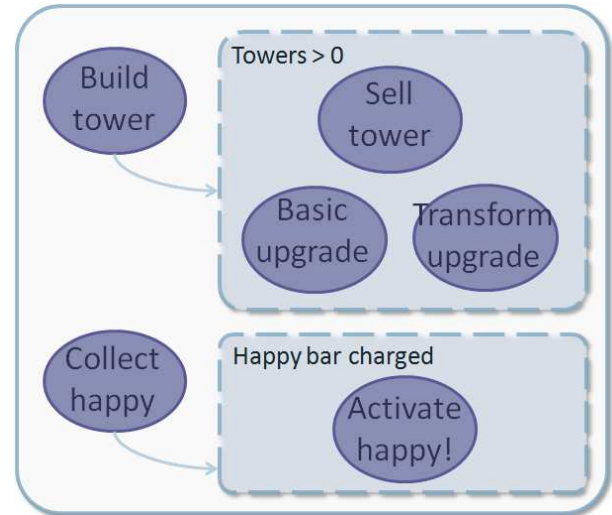 Build
tower
Towers > 0
Sell
tower
Basic
upgrade
Transform
upgrade
Collect
happy
Happy bar charged
Activate
happy!